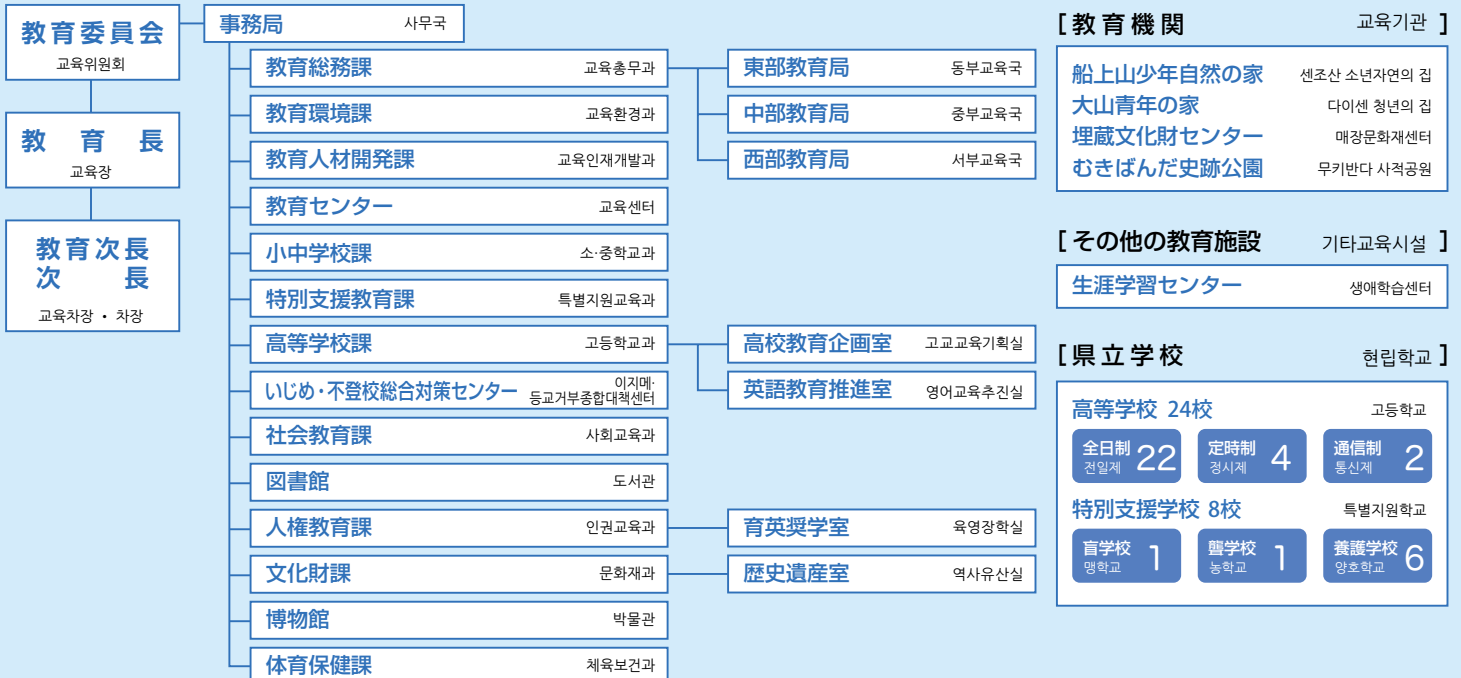 教育委員会
교육위원회
教　育　長
교육장
教育次長
次　　長
교육차장 • 차장
事務局 사무국
教育総務課 교육총무과
教育環境課 교육환경과
教育人材開発課 교육인재개발과
教育センター 교육센터
小中学校課 소·중학교과
特別支援教育課 특별지원교육과
高等学校課 고등학교과
いじめ・不登校総合対策センター 이지메·
등교거부종합대책센터
社会教育課 사회교육과
図書館 도서관
人権教育課 인권교육과
文化財課 문화재과
博物館 박물관
体育保健課 체육보건과
東部教育局 동부교육국
中部教育局 중부교육국
西部教育局 서부교육국
高校教育企画室 고교교육기획실
英語教育推進室 영어교육추진실
育英奨学室 육영장학실
歴史遺産室 역사유산실
[ 教育機関 교육기관 ]
船上山少年自然の家 센조산 소년자연의 집
大山青年の家 다이센 청년의 집
埋蔵文化財センター 매장문화재센터
むきばんだ史跡公園 무키반다 사적공원
[ その他の教育施設 기타교육시설 ]
生涯学習センター 생애학습센터
[ 県立学校 현립학교 ]
高等学校 24校 고등학교
全日制 22 定時制 4 通信制 2
전일제 정시제 통신제
特別支援学校 8校 특별지원학교
盲学校 1 聾学校 1 養護学校 6
맹학교 농학교 양호학교